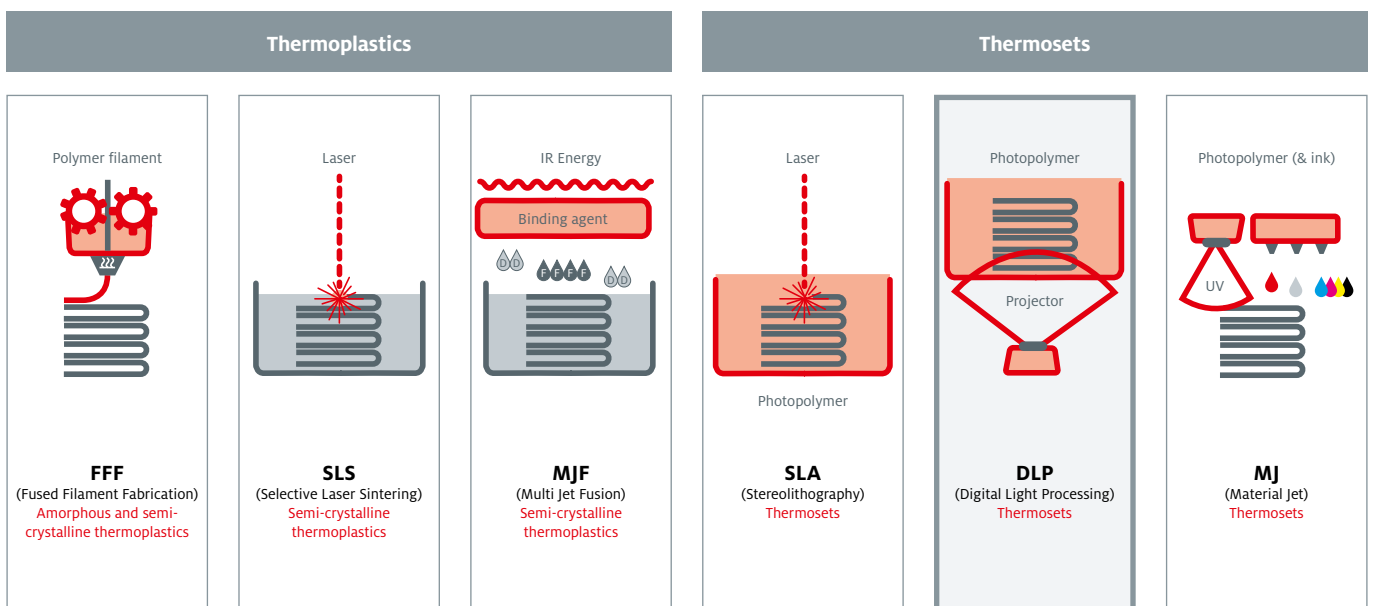 Thermoplastics
Thermosets
Polymer filament
FFF
(Fused Filament Fabrication)
Amorphous and semi-
crystalline thermoplastics
Laser
SLS
(Selective Laser Sintering)
Semi-crystalline
thermoplastics
IR Energy
Binding agent
D D
F F F F
D D
MJF
(Multi Jet Fusion)
Semi-crystalline
thermoplastics
Laser
Photopolymer
SLA
(Stereolithography)
Thermosets
Photopolymer
Projector
DLP
(Digital Light Processing)
Thermosets
Photopolymer (& ink)
UV
MJ
(Material Jet)
Thermosets